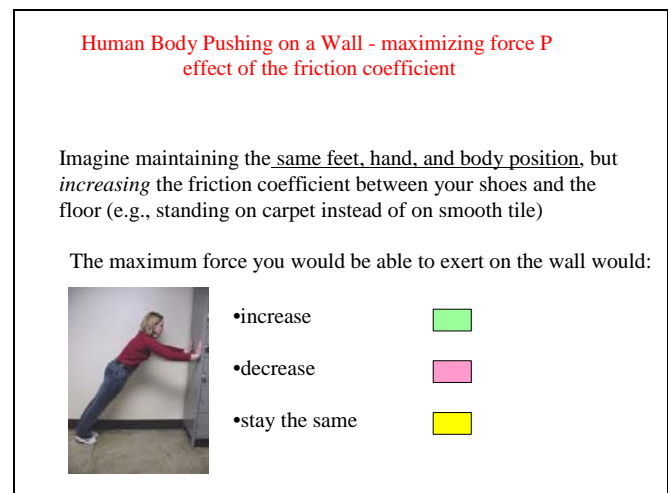 Human Body Pushing on a Wall - maximizing force P
effect of the friction coefficient
Imagine maintaining the same feet, hand, and body position, but
increasing the friction coefficient between your shoes and the
floor (e.g., standing on carpet instead of on smooth tile)
The maximum force you would be able to exert on the wall would:
•increase
•decrease
•stay the same